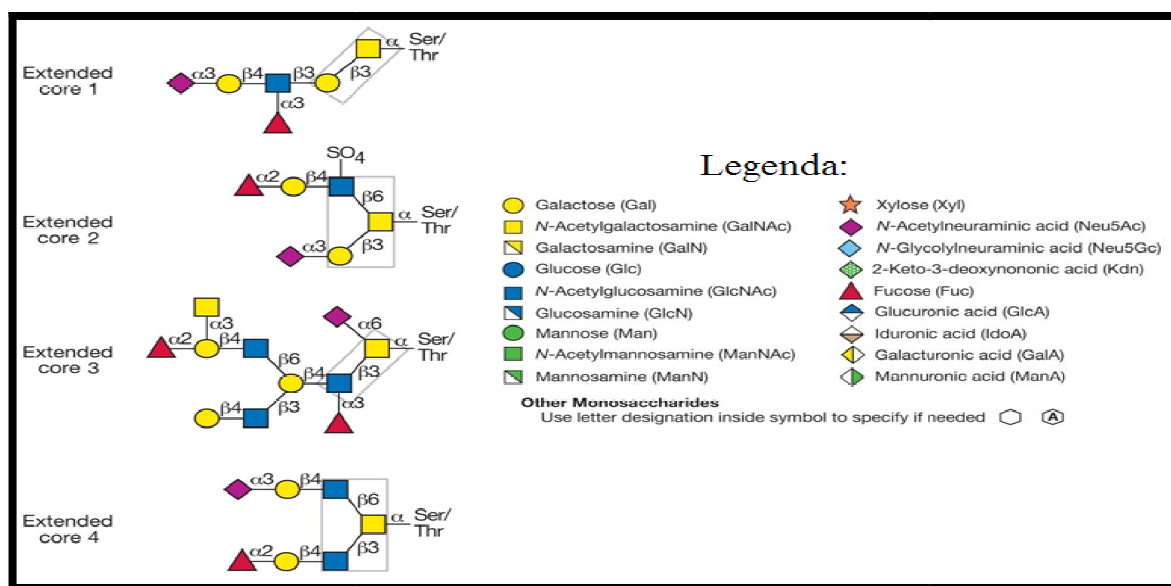 Extended
core 1
α3 β4 β3 β3 α Ser/
Thr
α3
Extended
core 2
SO4
α2 β4 β6 α Ser/
Thr
α3 β3
Extended
core 3
α3 α6
α2 β4 β6 β4 β3 α Ser/
Thr
β4 β3 α3
Extended
core 4
α3 β4 β6 α Ser/
Thr
α2 β4 β3
Legenda:
Galactose (Gal)
N-Acetylgalactosamine (GalNAc)
Galactosamine (GalN)
Glucose (Glc)
N-Acetylglucosamine (GlcNAc)
Glucosamine (GlcN)
Mannose (Man)
N-Acetylmannosamine (ManNAc)
Mannosamine (ManN)
Xylose (Xyl)
N-Acetylneuraminic acid (Neu5Ac)
N-Glycolylneuraminic acid (Neu5Gc)
2-Keto-3-deoxynononic acid (Kdn)
Fucose (Fuc)
Glucuronic acid (GlcA)
Iduronic acid (IdoA)
Galacturonic acid (GalA)
Mannuronic acid (ManA)
Other Monosaccharides
Use letter designation inside symbol to specify if needed A